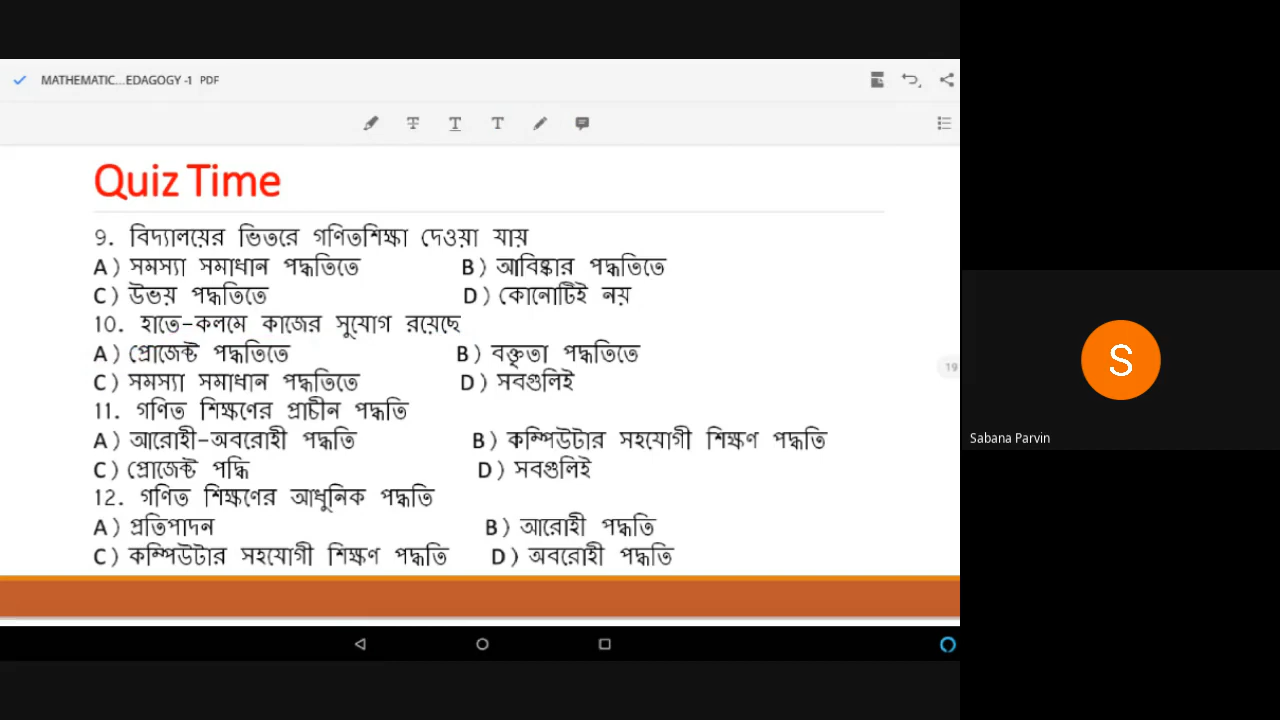 MATHEMATIC...EDAGOGY -1 PDF
Quiz Time
9. বিদ্যালয়ের ভিতরে গণিতশিক্ষা দেওয়া যায়
A) সমস্যা সমাধান পদ্ধতিতে B) আবিষ্কার পদ্ধতিতে
C) উভয় পদ্ধতিতে D) কোনোটিই নয়
10. হাতে-কলমে কাজের সুযোগ রয়েছে
A) প্রোজেক্ট পদ্ধতিতে B) বক্তৃতা পদ্ধতিতে
C) সমস্যা সমাধান পদ্ধতিতে D) সবগুলিই
11. গণিত শিক্ষণের প্রাচীন পদ্ধতি
A) আরোহী-অবরোহী পদ্ধতি B) কম্পিউটার সহযোগী শিক্ষণ পদ্ধতি
C) প্রোজেক্ট পদ্ধি D) সবগুলিই
12. গণিত শিক্ষণের আধুনিক পদ্ধতি
A) প্রতিপাদন B) আরোহী পদ্ধতি
C) কম্পিউটার সহযোগী শিক্ষণ পদ্ধতি D) অবরোহী পদ্ধতি
19
S
Sabana Parvin